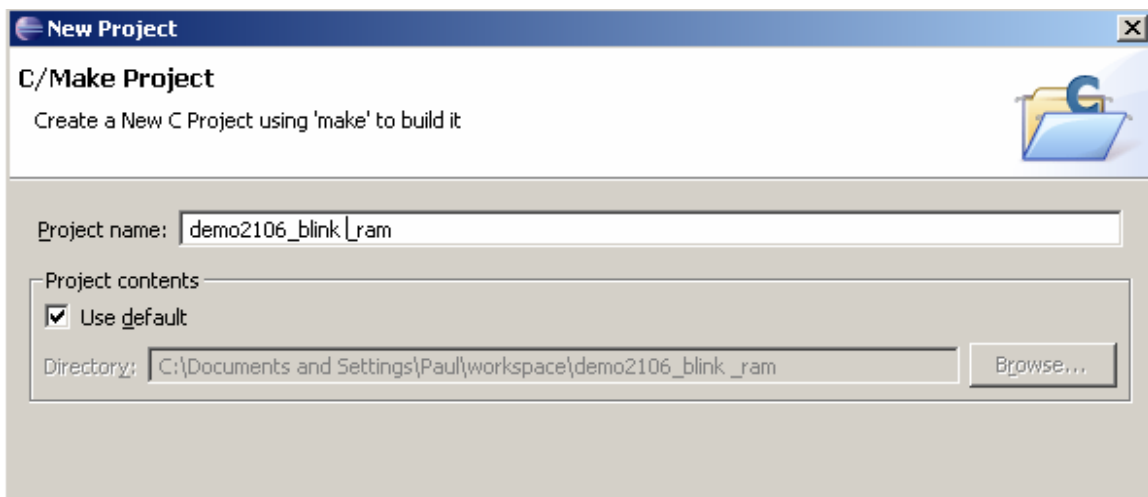 New Project
C/Make Project
Create a New C Project using 'make' to build it
Project name: demo2106_blink _ram
Project contents
Use default
Directory: C:\Documents and Settings\Paul\workspace\demo2106_blink _ram Browse...